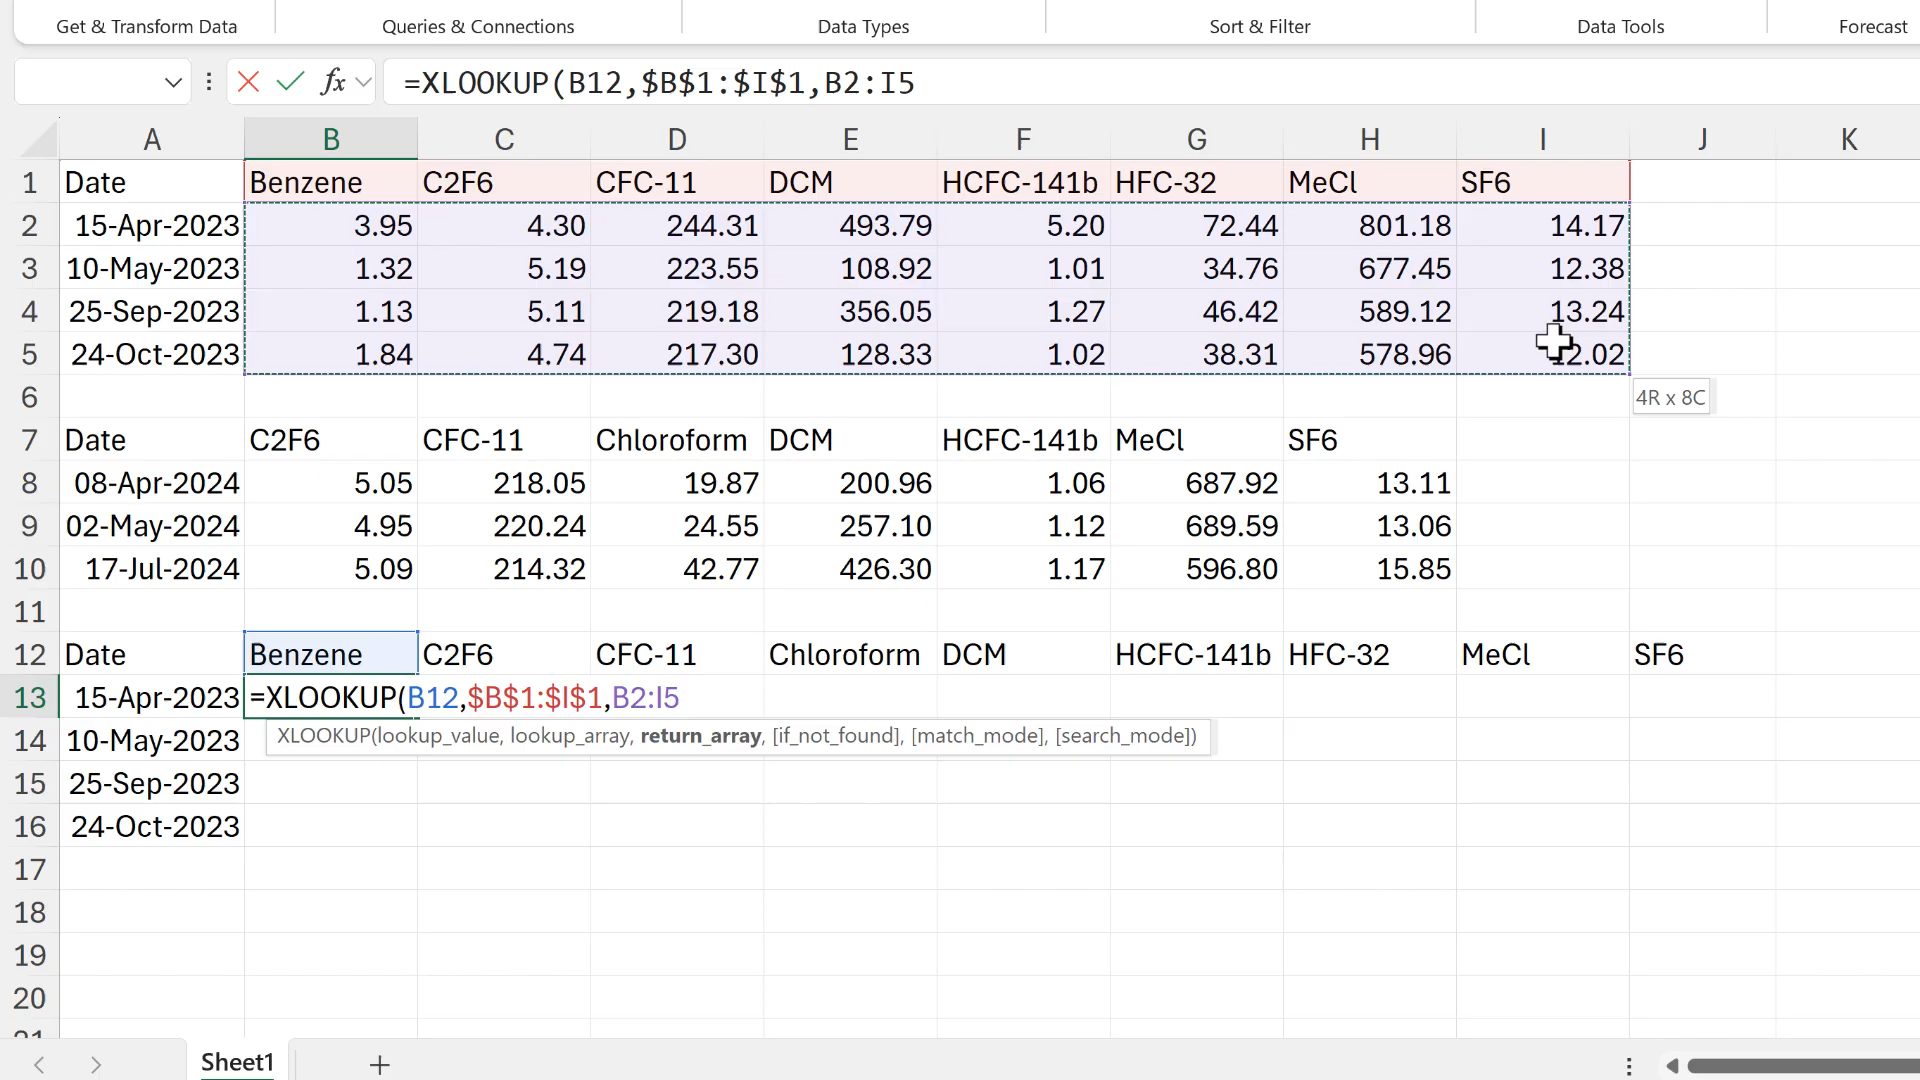 Get & Transform Data Queries & Connections Data Types Sort & Filter Data Tools Forecast
fx =XLOOKUP(B12,$B$1:$I$1,B2:I5
A B C D E F G H I J K
1 Date Benzene C2F6 CFC-11 DCM HCFC-141b HFC-32 MeCl SF6
2 15-Apr-2023 3.95 4.30 244.31 493.79 5.20 72.44 801.18 14.17
3 10-May-2023 1.32 5.19 223.55 108.92 1.01 34.76 677.45 12.38
4 25-Sep-2023 1.13 5.11 219.18 356.05 1.27 46.42 589.12 13.24
5 24-Oct-2023 1.84 4.74 217.30 128.33 1.02 38.31 578.96 12.02
6 4R x 8C
7 Date C2F6 CFC-11 Chloroform DCM HCFC-141b MeCl SF6
8 08-Apr-2024 5.05 218.05 19.87 200.96 1.06 687.92 13.11
9 02-May-2024 4.95 220.24 24.55 257.10 1.12 689.59 13.06
10 17-Jul-2024 5.09 214.32 42.77 426.30 1.17 596.80 15.85
11
12 Date Benzene C2F6 CFC-11 Chloroform DCM HCFC-141b HFC-32 MeCl SF6
13 15-Apr-2023 =XLOOKUP(B12,$B$1:$I$1,B2:I5
14 10-May-2023 XLOOKUP(lookup_value, lookup_array, return_array, [if_not_found], [match_mode], [search_mode])
15 25-Sep-2023
16 24-Oct-2023
17
18
19
20
21
Sheet1